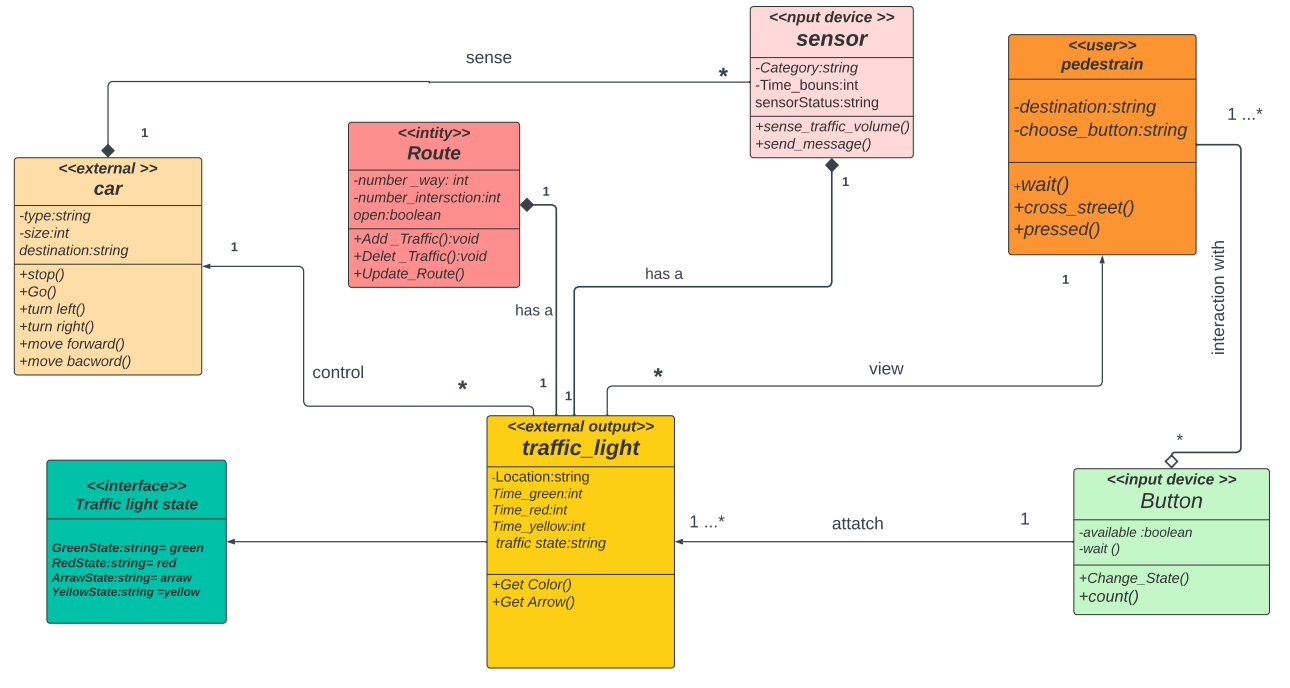 sense
*
1
<<external >>
car
-type:string
-size:int
destination:string
+stop()
+Go()
+turn left()
+turn right()
+move forward()
+move bacword()
<<intity>>
Route
-number _way: int
-number_intersction:int
open:boolean
+Add _Traffic():void
+Delet _Traffic():void
+Update_Route()
1
has a
1
<<nput device >>
sensor
-Category:string
-Time_bouns:int
sensorStatus:string
+sense_traffic_volume()
+send_message()
1
has a
1
<<user>>
pedestrain
-destination:string
-choose_button:string
+wait()
+cross_street()
+pressed()
1 ...*
interaction with
*
1
control
*
1
view
*
<<interface>>
Traffic light state
GreenState:string= green
RedState:string= red
ArrawState:string= arraw
YellowState:string =yellow
<<external output>>
traffic_light
-Location:string
Time_green:int
Time_red:int
Time_yellow:int
traffic state:string
+Get Color()
+Get Arrow()
1 ...*
attatch
1
<<input device >>
Button
-available :boolean
-wait ()
+Change_State()
+count()